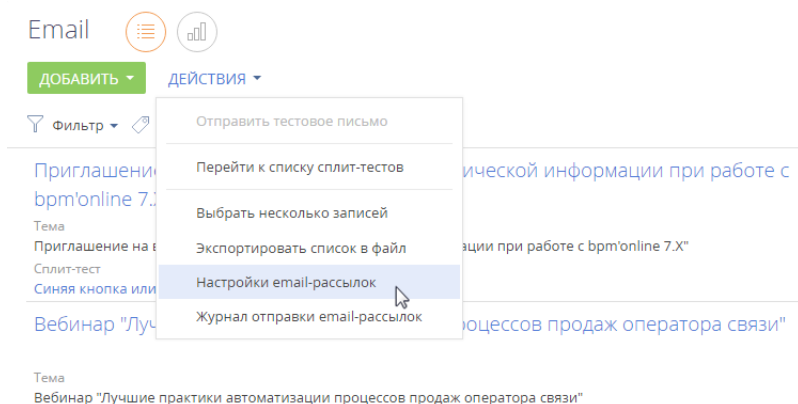 Email
ДОБАВИТЬ ДЕЙСТВИЯ
Фильтр
Отправить тестовое письмо
Перейти к списку сплит-тестов
Выбрать несколько записей
Экспортировать список в файл
Настройки email-рассылок
Журнал отправки email-рассылок
Приглашение ической информации при работе с
bpm'online 7.
Тема
Приглашение на ации при работе с bpm'online 7.X"
Сплит-тест
Синяя кнопка или
Вебинар "Луч оцессов продаж оператора связи"
Тема
Вебинар "Лучшие практики автоматизации процессов продаж оператора связи"